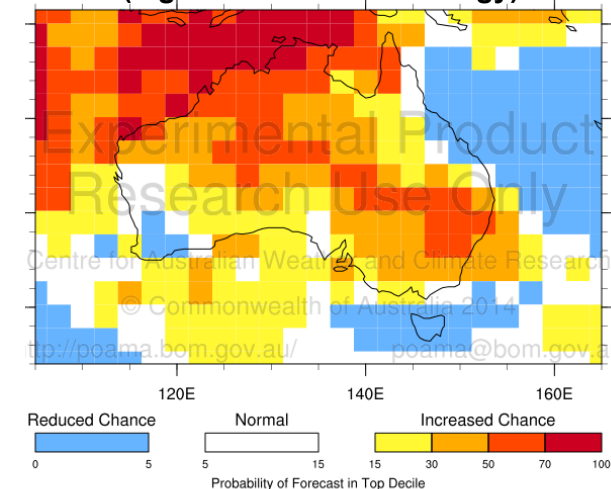 Experimental Product
Research Use Only
Centre for Australian Weather and Climate Research
© Commonwealth of Australia 2014
http://poama.bom.gov.au/ poama@bom.gov.a
120E 140E 160E
Reduced Chance Normal Increased Chance
0 5 5 15 15 30 50 70 100
Probability of Forecast in Top Decile